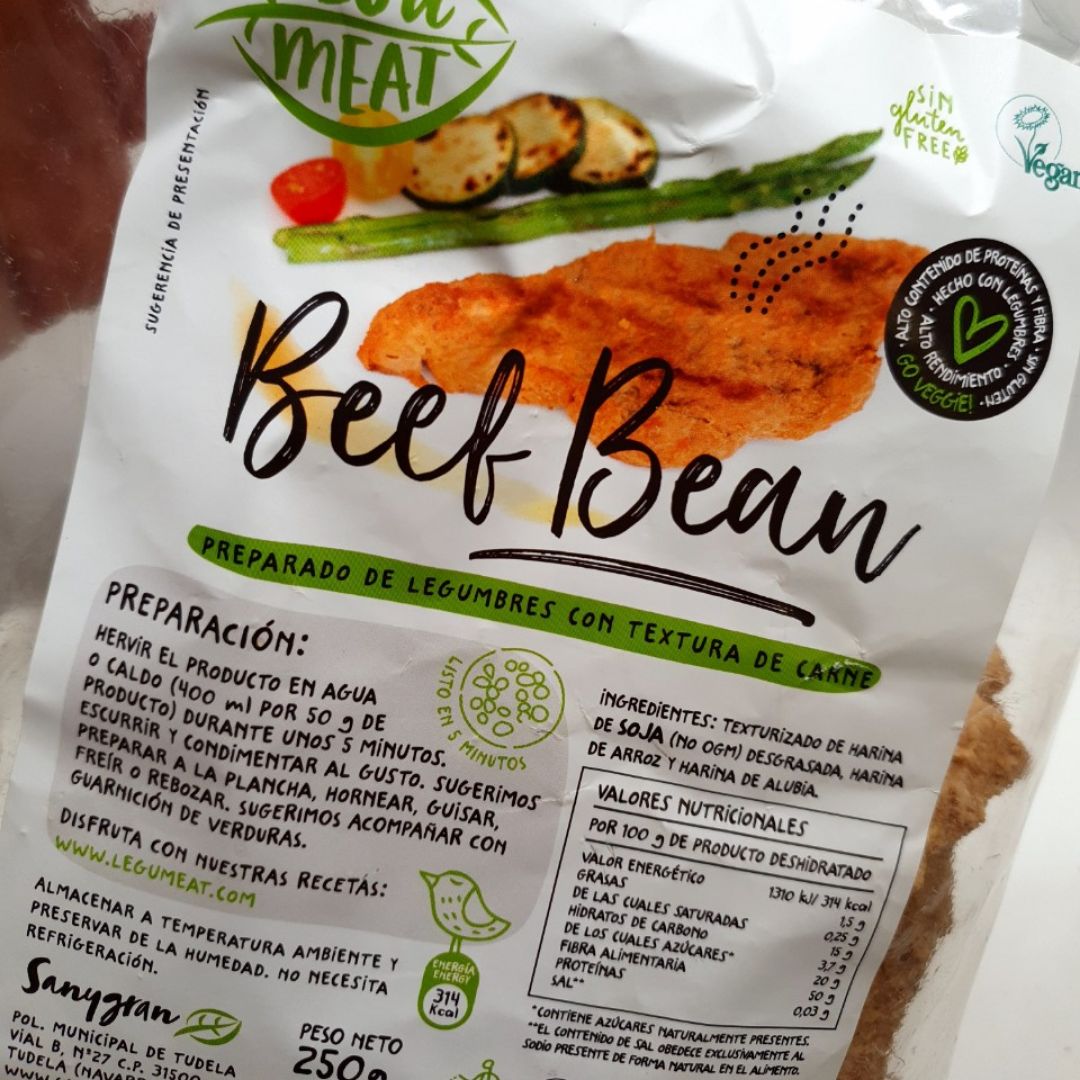 MEAT
SUGERENCIA DE PRESENTACIÓN
SIN
gluten
FREE
ALTO CONTENIDO DE PROTEINAS Y FIBRA · SIN GLUTEN ·
HECHO CON LEGUMBRES · ALTO RENDIMIENTO ·
GO VEGGIE!
Beef Bean
PREPARADO DE LEGUMBRES CON TEXTURA DE CARNE
PREPARACIÓN:
HERVIR EL PRODUCTO EN AGUA
O CALDO (400 ml POR 50 g DE
PRODUCTO) DURANTE UNOS 5 MINUTOS.
ESCURRIR Y CONDIMENTAR AL GUSTO. SUGERIMOS
PREPARAR A LA PLANCHA, HORNEAR, GUISAR,
FREÍR O REBOZAR. SUGERIMOS ACOMPAÑAR CON
GUARNICIÓN DE VERDURAS.
LISTO EN 5 MINUTOS
DISFRUTA CON NUESTRAS RECETAS:
WWW.LEGUMEAT.COM
ALMACENAR A TEMPERATURA AMBIENTE Y
PRESERVAR DE LA HUMEDAD. NO NECESITA
REFRIGERACIÓN.
ENERGÍA
ENERGY
314
Kcal
Sanygran
POL. MUNICIPAL DE TUDELA
VIAL B, N°27 C.P. 31500
TUDELA
PESO NETO
250g
INGREDIENTES: TEXTURIZADO DE HARINA
DE SOJA (NO OGM) DESGRASADA, HARINA
DE ARROZ Y HARINA DE ALUBIA.
VALORES NUTRICIONALES
POR 100 g DE PRODUCTO DESHIDRATADO
VALOR ENERGÉTICO 1310 kJ/ 314 kcal
GRASAS 1,5 g
DE LAS CUALES SATURADAS 0,25 g
HIDRATOS DE CARBONO 15 g
DE LOS CUALES AZÚCARES* 3,7 g
FIBRA ALIMENTARIA 20 g
PROTEÍNAS 50 g
SAL** 0,03 g
*CONTIENE AZÚCARES NATURALMENTE PRESENTES.
**EL CONTENIDO DE SAL OBEDECE EXCLUSIVAMENTE AL
SODIO PRESENTE DE FORMA NATURAL EN EL ALIMENTO.